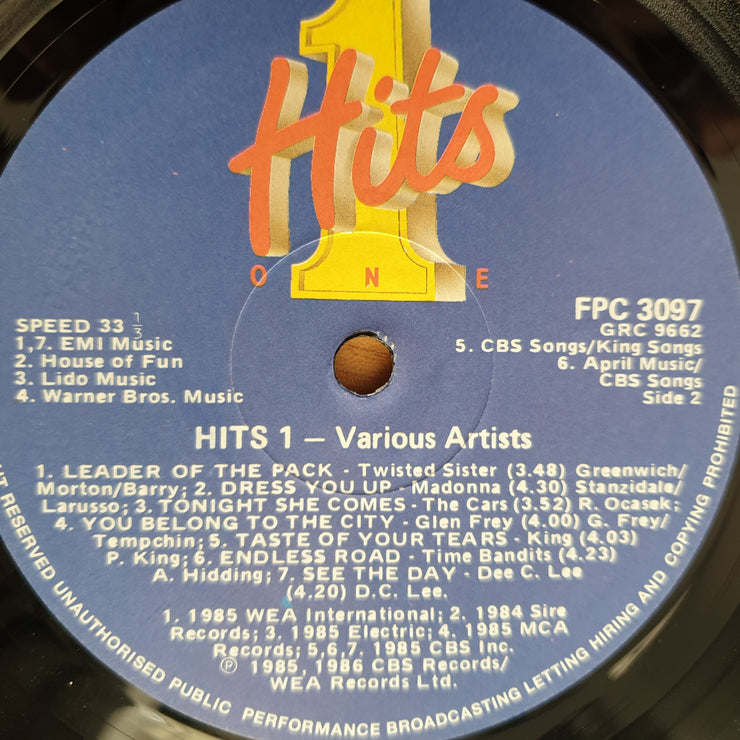 1
Hits
ONE
SPEED 33 1/3
1,7. EMI Music
2. House of Fun
3. Lido Music
4. Warner Bros. Music
FPC 3097
GRC 9662
5. CBS Songs/King Songs
6. April Music/
CBS Songs
Side 2
HITS 1 – Various Artists
1. LEADER OF THE PACK - Twisted Sister (3.48) Greenwich/
Morton/Barry; 2. DRESS YOU UP - Madonna (4.30) Stanzidale/
Larusso; 3. TONIGHT SHE COMES - The Cars (3.52) R. Ocasek;
4. YOU BELONG TO THE CITY - Glen Frey (4.00) G. Frey/
Tempchin; 5. TASTE OF YOUR TEARS - King (4.03)
P. King; 6. ENDLESS ROAD - Time Bandits (4.23)
A. Hidding; 7. SEE THE DAY - Dee C. Lee
(4.20) D.C. Lee.
1. 1985 WEA International; 2. 1984 Sire
Records; 3. 1985 Electric; 4. 1985 MCA
Records; 5,6,7. 1985 CBS Inc.
℗ 1985, 1986 CBS Records/
WEA Records Ltd.
RESERVED UNAUTHORISED PUBLIC PERFORMANCE BROADCASTING LETTING HIRING AND COPYING PROHIBITED